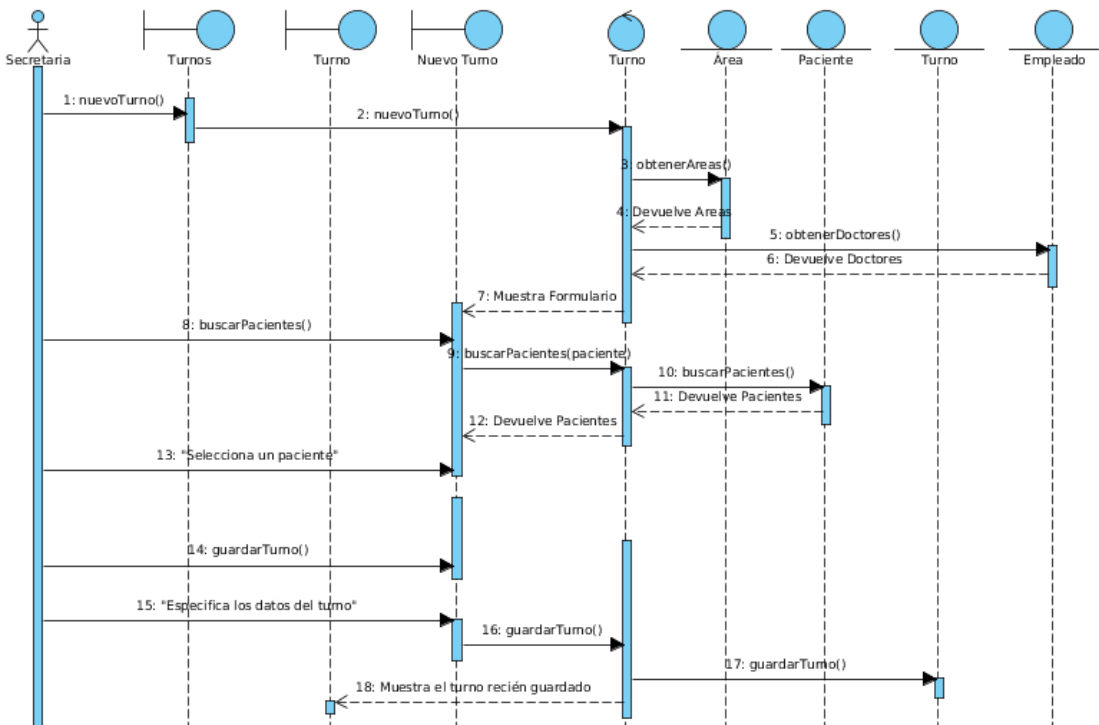 Secretaria
Turnos
Turno
Nuevo Turno
Turno
Área
Paciente
Turno
Empleado
1: nuevoTurno()
2: nuevoTurno()
3: obtenerAreas()
4: Devuelve Areas
5: obtenerDoctores()
6: Devuelve Doctores
7: Muestra Formulario
8: buscarPacientes()
9: buscarPacientes(paciente)
10: buscarPacientes()
11: Devuelve Pacientes
12: Devuelve Pacientes
13: "Selecciona un paciente"
14: guardarTurno()
15: "Especifica los datos del turno"
16: guardarTurno()
17: guardarTurno()
18: Muestra el turno recién guardado